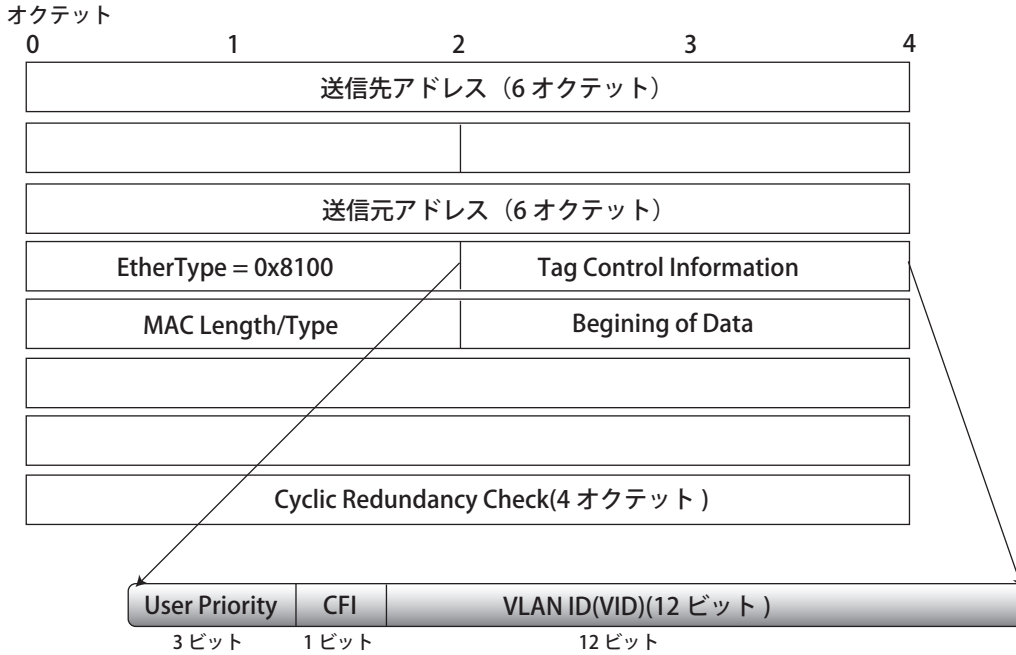 オクテット
0 1 2 3 4
送信先アドレス（6 オクテット）
送信元アドレス（6 オクテット）
EtherType = 0x8100 Tag Control Information
MAC Length/Type Begining of Data
Cyclic Redundancy Check(4 オクテット )
User Priority CFI VLAN ID(VID)(12 ビット )
3 ビット 1 ビット 12 ビット